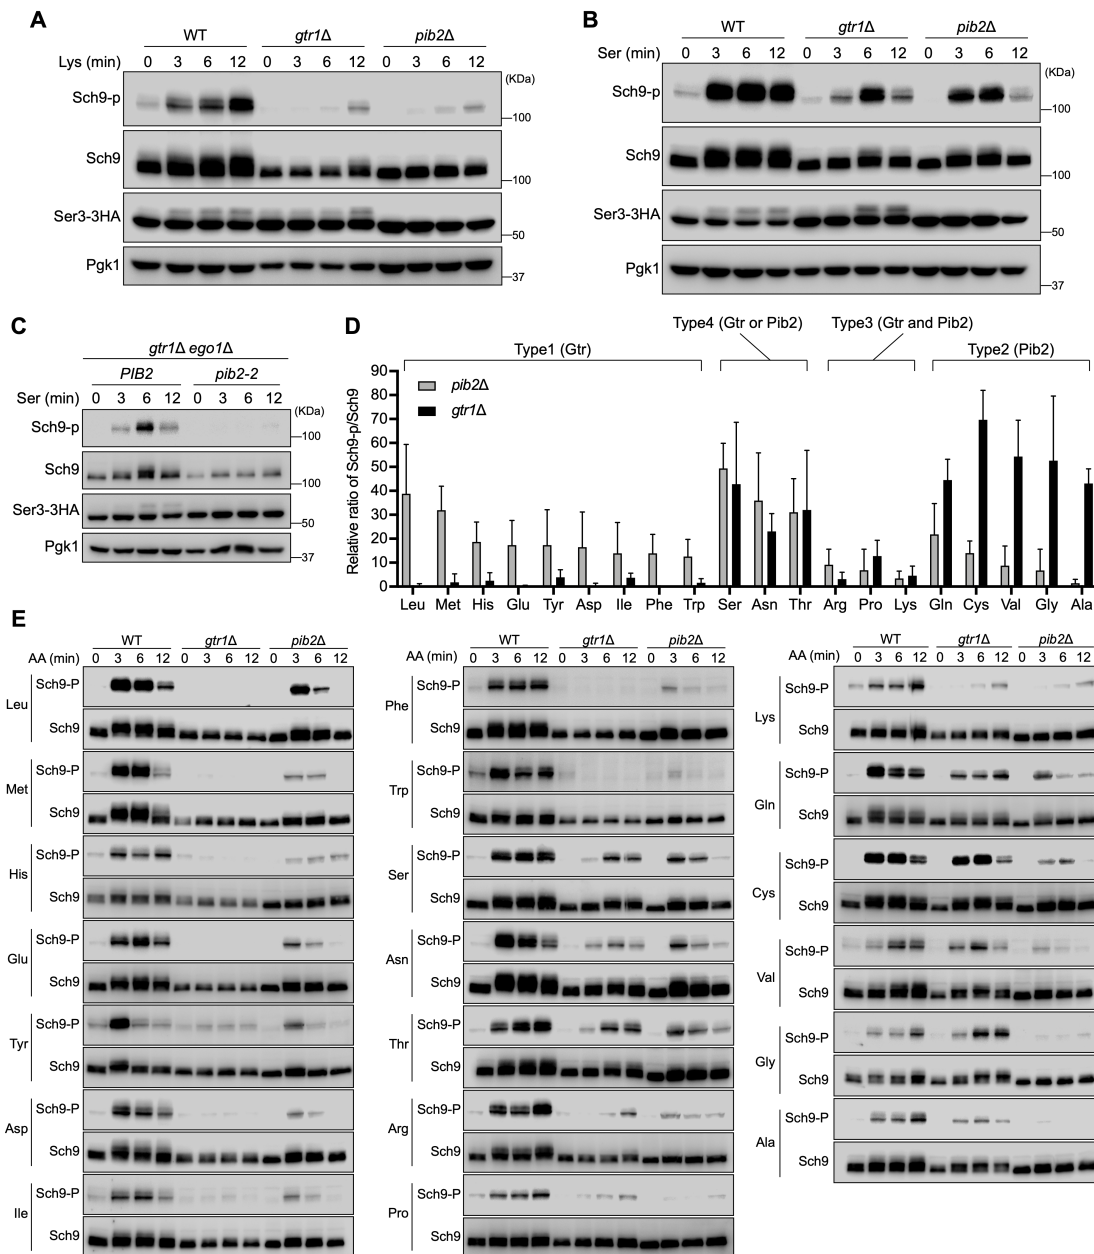 A
WT gtr1Δ pib2Δ
Lys (min) 0 3 6 12 0 3 6 12 0 3 6 12
(KDa)
Sch9-p
100
Sch9
100
Ser3-3HA
50
Pgk1
37
B
WT gtr1Δ pib2Δ
Ser (min) 0 3 6 12 0 3 6 12 0 3 6 12
(KDa)
Sch9-p
100
Sch9
100
Ser3-3HA
50
Pgk1
37
C
gtr1Δ ego1Δ
PIB2 pib2-2
Ser (min) 0 3 6 12 0 3 6 12
(KDa)
Sch9-p
100
Sch9
100
Ser3-3HA
50
Pgk1
37
D
Type1 (Gtr)
Type4 (Gtr or Pib2)
Type3 (Gtr and Pib2)
Type2 (Pib2)
Relative ratio of Sch9-p/Sch9
90
80
70
60
50
40
30
20
10
0
pib2Δ
gtr1Δ
Leu Met His Glu Tyr Asp Ile Phe Trp Ser Asn Thr Arg Pro Lys Gln Cys Val Gly Ala
E
WT gtr1Δ pib2Δ
AA (min) 0 3 6 12 0 3 6 12 0 3 6 12
Leu
Sch9-P
Sch9
Met
Sch9-P
Sch9
His
Sch9-P
Sch9
Glu
Sch9-P
Sch9
Tyr
Sch9-P
Sch9
Asp
Sch9-P
Sch9
Ile
Sch9-P
Sch9
WT gtr1Δ pib2Δ
AA (min) 0 3 6 12 0 3 6 12 0 3 6 12
Phe
Sch9-P
Sch9
Trp
Sch9-P
Sch9
Ser
Sch9-P
Sch9
Asn
Sch9-P
Sch9
Thr
Sch9-P
Sch9
Arg
Sch9-P
Sch9
Pro
Sch9-P
Sch9
WT gtr1Δ pib2Δ
AA (min) 0 3 6 12 0 3 6 12 0 3 6 12
Lys
Sch9-P
Sch9
Gln
Sch9-P
Sch9
Cys
Sch9-P
Sch9
Val
Sch9-P
Sch9
Gly
Sch9-P
Sch9
Ala
Sch9-P
Sch9